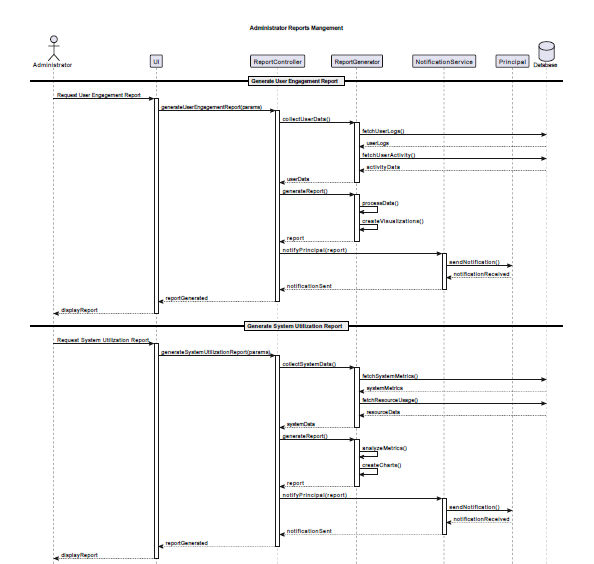 Administrator Reports Mangement
Administrator
UI
ReportController
ReportGenerator
NotificationService
Principal
Database
Generate User Engagement Report
Request User Engagement Report
generateUserEngagementReport(params)
collectUserData()
fetchUserLogs()
userLogs
fetchUserActivity()
activityData
userData
generateReport()
processData()
createVisualizations()
report
notifyPrincipal(report)
sendNotification()
notificationReceived
notificationSent
reportGenerated
displayReport
Generate System Utilization Report
Request System Utilization Report
generateSystemUtilizationReport(params)
collectSystemData()
fetchSystemMetrics()
systemMetrics
fetchResourceUsage()
resourceData
systemData
generateReport()
analyzeMetrics()
createCharts()
report
notifyPrincipal(report)
sendNotification()
notificationReceived
notificationSent
reportGenerated
displayReport